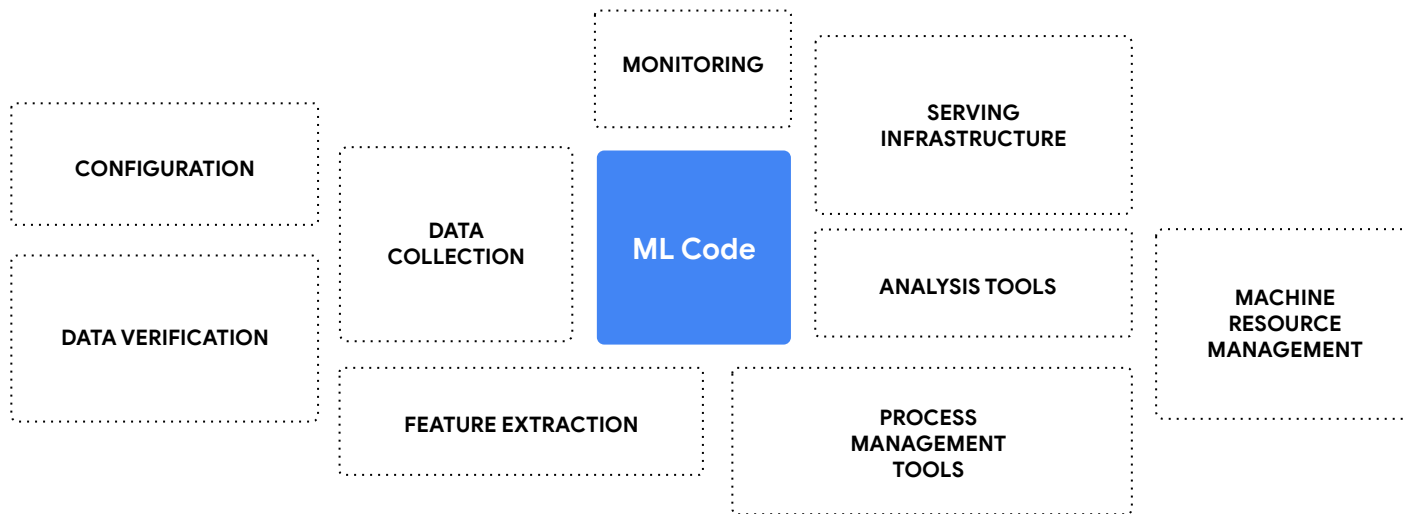 MONITORING
SERVING
INFRASTRUCTURE
CONFIGURATION
DATA
COLLECTION
ML Code
ANALYSIS TOOLS
MACHINE
RESOURCE
MANAGEMENT
DATA VERIFICATION
FEATURE EXTRACTION
PROCESS
MANAGEMENT
TOOLS